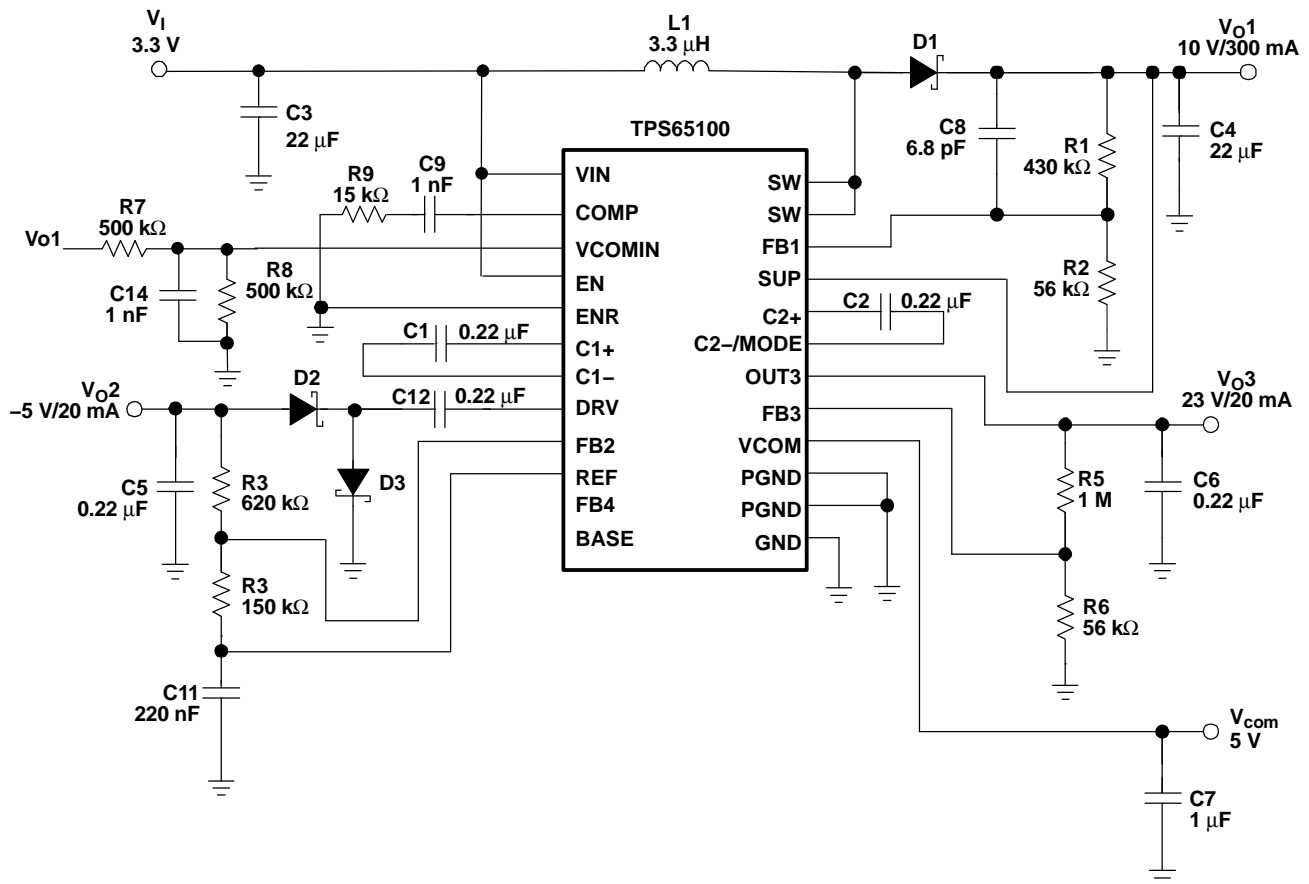 VI
3.3 V
L1
3.3 μH
D1
VO1
10 V/300 mA
C3
22 μF
TPS65100
C8
6.8 pF
R1
430 kΩ
C4
22 μF
R9
15 kΩ
C9
1 nF
VIN
COMP
VCOMIN
EN
ENR
C1+
C1–
DRV
FB2
REF
FB4
BASE
SW
SW
FB1
SUP
C2+
C2–/MODE
OUT3
FB3
VCOM
PGND
PGND
GND
R7
500 kΩ
Vo1
R8
500 kΩ
C14
1 nF
R2
56 kΩ
C2
0.22 μF
C1
0.22 μF
VO2
–5 V/20 mA
D2
C12
0.22 μF
VO3
23 V/20 mA
C5
0.22 μF
R3
620 kΩ
D3
R5
1 M
C6
0.22 μF
R3
150 kΩ
R6
56 kΩ
C11
220 nF
Vcom
5 V
C7
1 μF